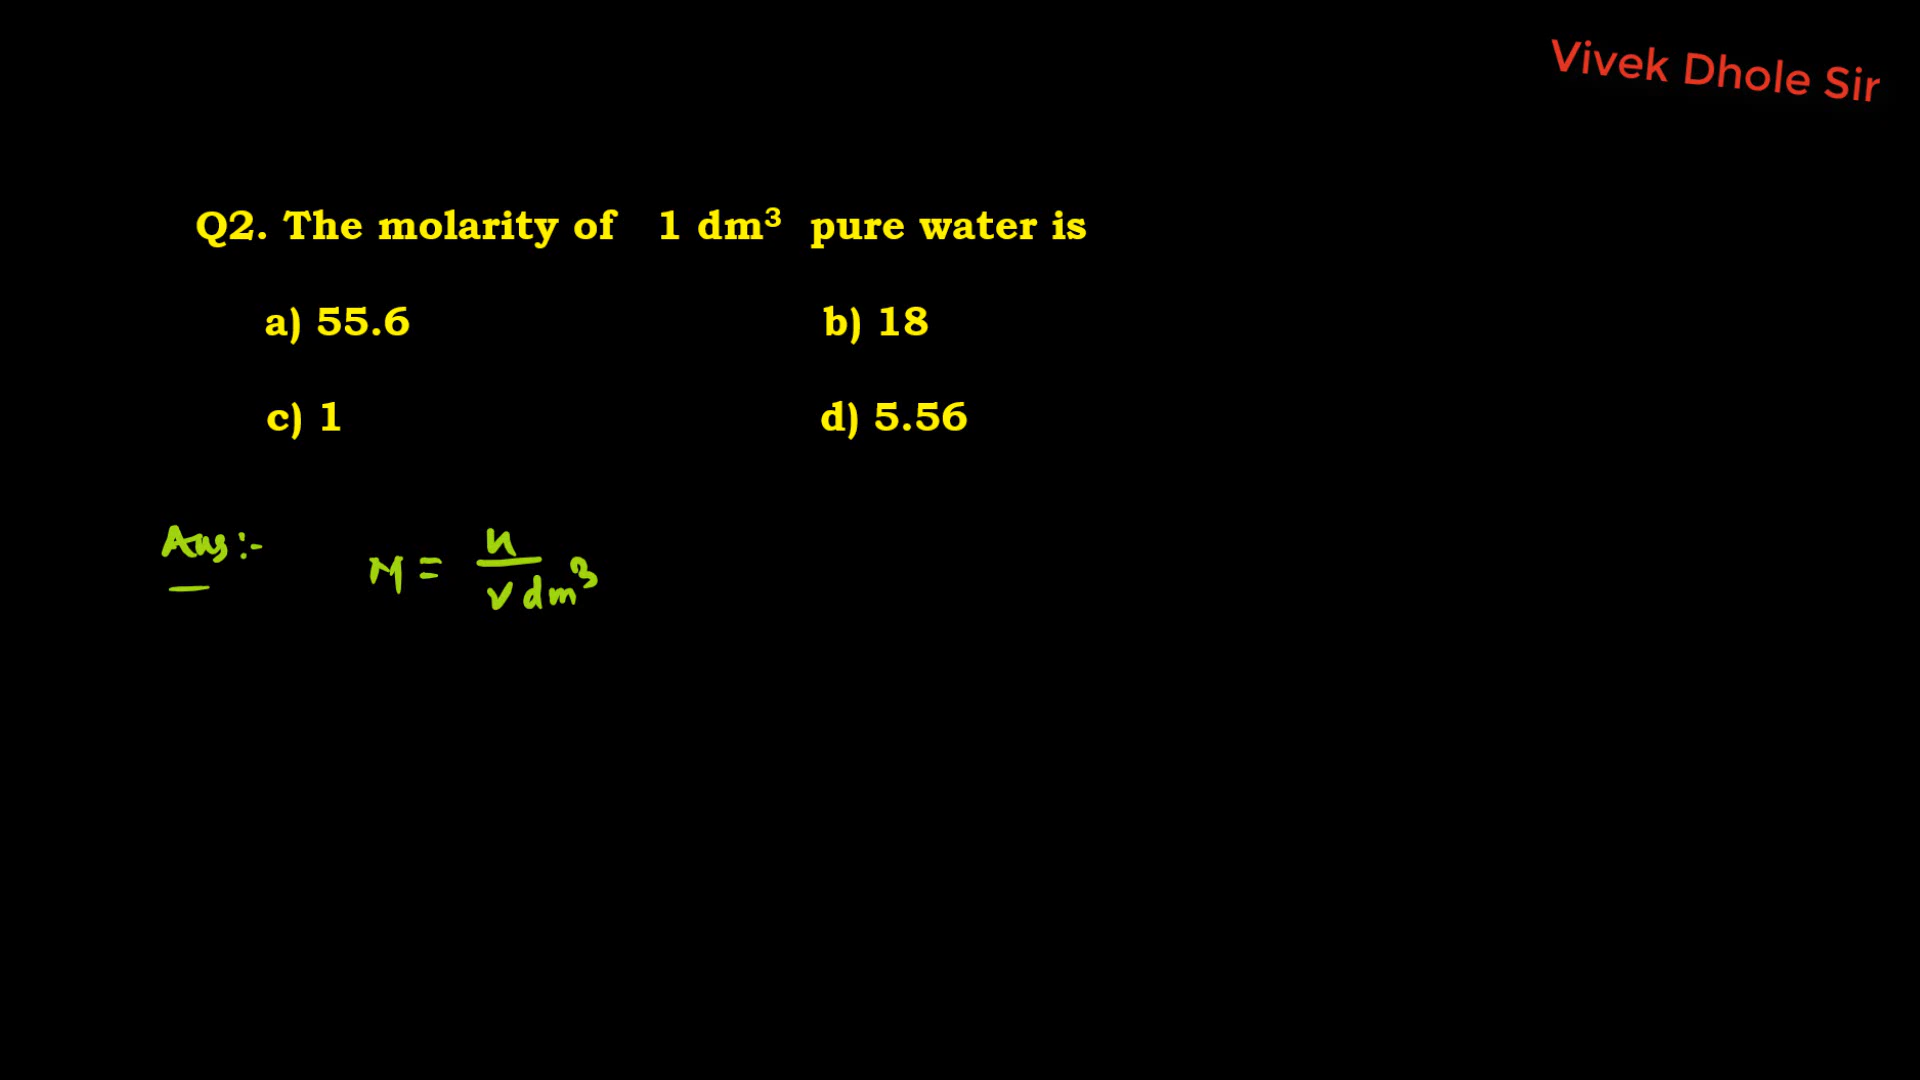 Vivek Dhole Sir
Q2. The molarity of 1 dm³ pure water is
a) 55.6 b) 18
c) 1 d) 5.56
Ans:- M = n / V dm³